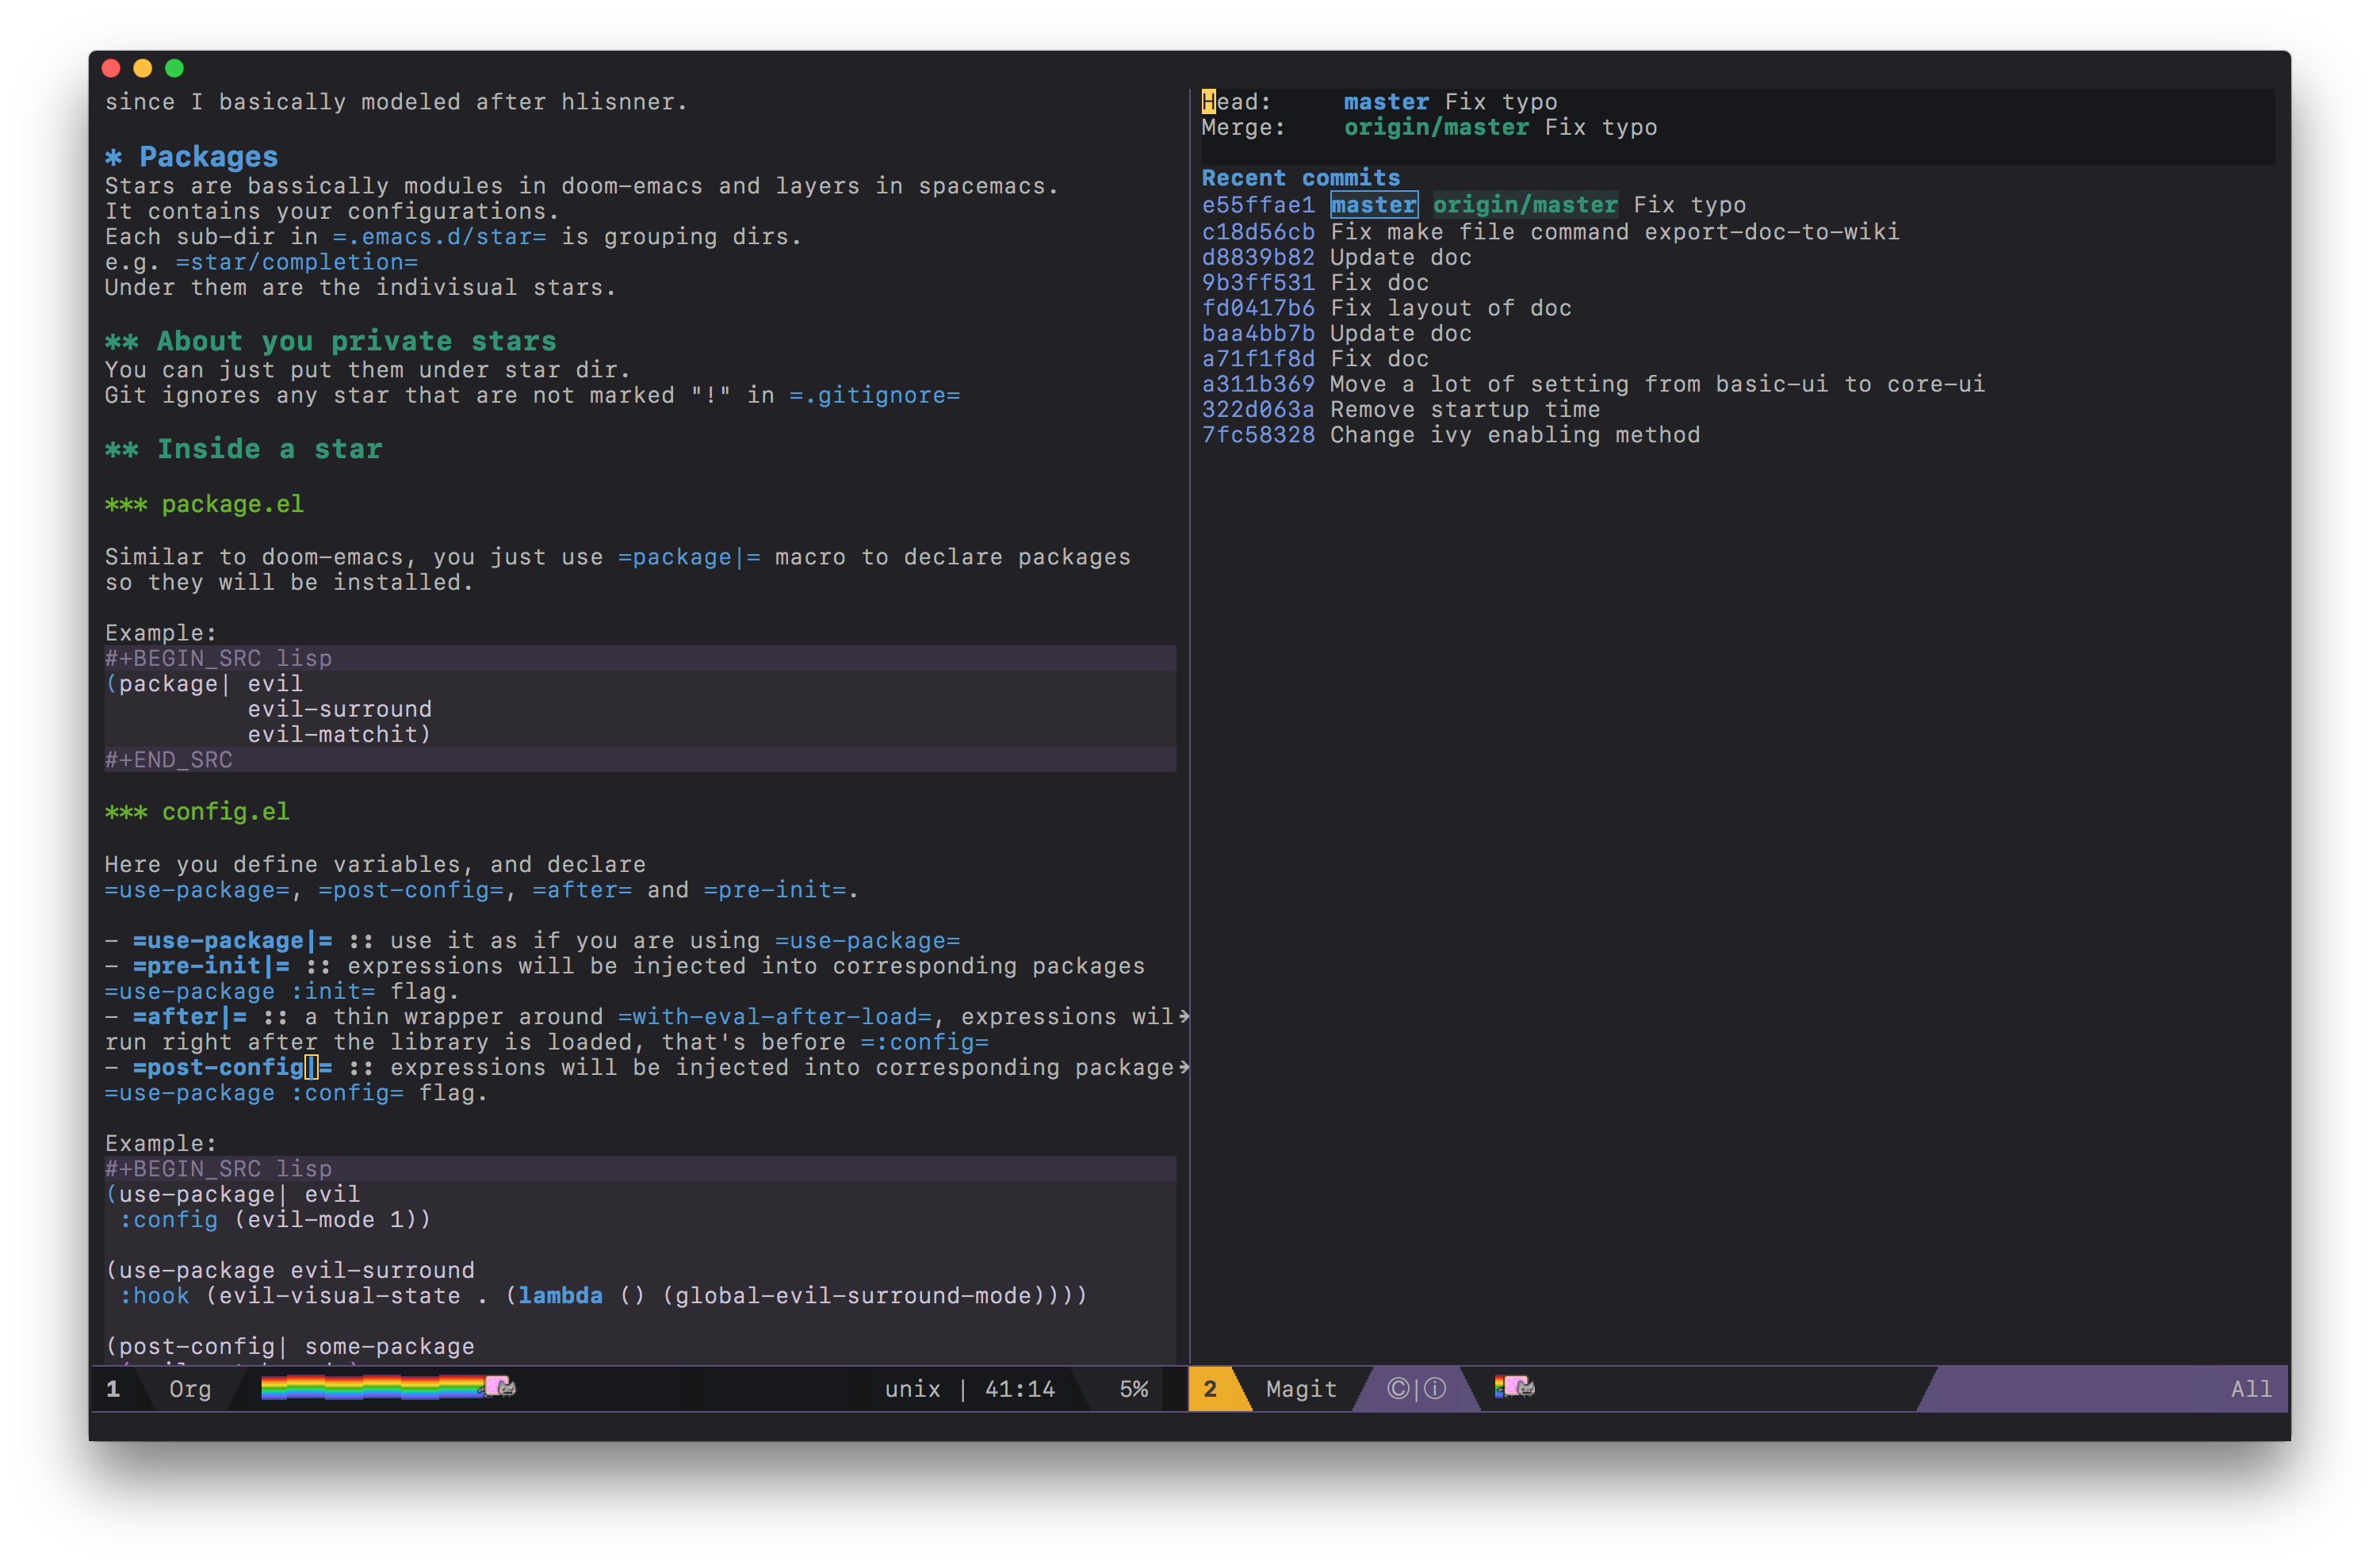 since I basically modeled after hlisnner.
* Packages
Stars are bassically modules in doom-emacs and layers in spacemacs.
It contains your configurations.
Each sub-dir in =.emacs.d/star= is grouping dirs.
e.g. =star/completion=
Under them are the indivisual stars.
** About you private stars
You can just put them under star dir.
Git ignores any star that are not marked "!" in =.gitignore=
** Inside a star
*** package.el
Similar to doom-emacs, you just use =package|= macro to declare packages
so they will be installed.
Example:
#+BEGIN_SRC lisp
(package| evil
          evil-surround
          evil-matchit)
#+END_SRC
*** config.el
Here you define variables, and declare
=use-package=, =post-config=, =after= and =pre-init=.
- =use-package|= :: use it as if you are using =use-package=
- =pre-init|= :: expressions will be injected into corresponding packages
=use-package :init= flag.
- =after|= :: a thin wrapper around =with-eval-after-load=, expressions wil
run right after the library is loaded, that's before =:config=
- =post-config|= :: expressions will be injected into corresponding package
=use-package :config= flag.
Example:
#+BEGIN_SRC lisp
(use-package| evil
 :config (evil-mode 1))
(use-package evil-surround
 :hook (evil-visual-state . (lambda () (global-evil-surround-mode))))
(post-config| some-package
1 Org unix | 41:14 5%
Head:     master Fix typo
Merge:    origin/master Fix typo
Recent commits
e55ffae1 master origin/master Fix typo
c18d56cb Fix make file command export-doc-to-wiki
d8839b82 Update doc
9b3ff531 Fix doc
fd0417b6 Fix layout of doc
baa4bb7b Update doc
a71f1f8d Fix doc
a311b369 Move a lot of setting from basic-ui to core-ui
322d063a Remove startup time
7fc58328 Change ivy enabling method
2 Magit Ⓒ|ⓘ All